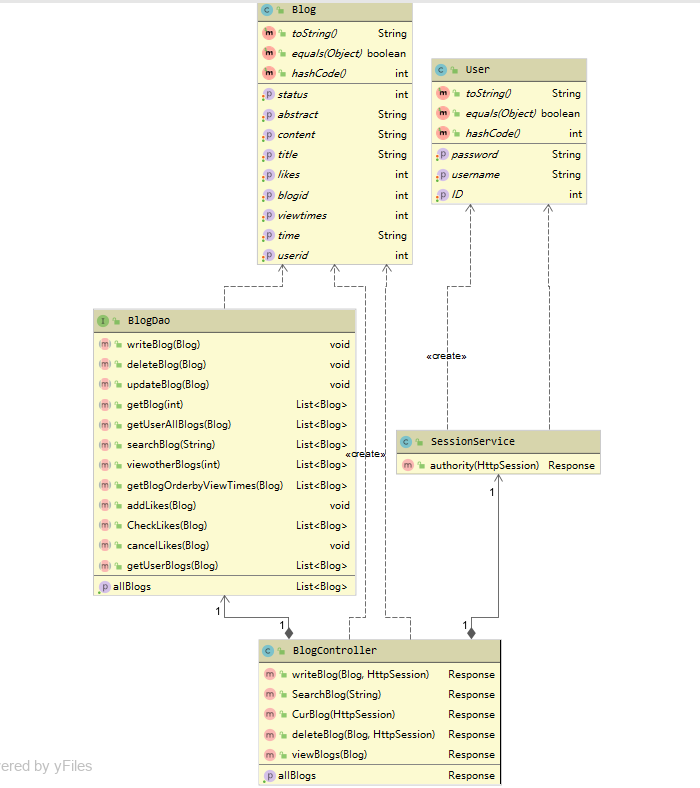 Blog
toString() String
equals(Object) boolean
hashCode() int
status int
abstract String
content String
title String
likes int
blogid int
viewtimes int
time String
userid int
User
toString() String
equals(Object) boolean
hashCode() int
password String
username String
ID int
BlogDao
writeBlog(Blog) void
deleteBlog(Blog) void
updateBlog(Blog) void
getBlog(int) List<Blog>
getUserAllBlogs(Blog) List<Blog>
searchBlog(String) List<Blog>
viewotherBlogs(int) List<Blog>
getBlogOrderbyViewTimes(Blog) List<Blog>
addLikes(Blog) void
CheckLikes(Blog) List<Blog>
cancelLikes(Blog) void
getUserBlogs(Blog) List<Blog>
allBlogs List<Blog>
«create»
«create»
SessionService
authority(HttpSession) Response
1
1
1
1
BlogController
writeBlog(Blog, HttpSession) Response
SearchBlog(String) Response
CurBlog(HttpSession) Response
deleteBlog(Blog, HttpSession) Response
viewBlogs(Blog) Response
allBlogs Response
ered by yFiles